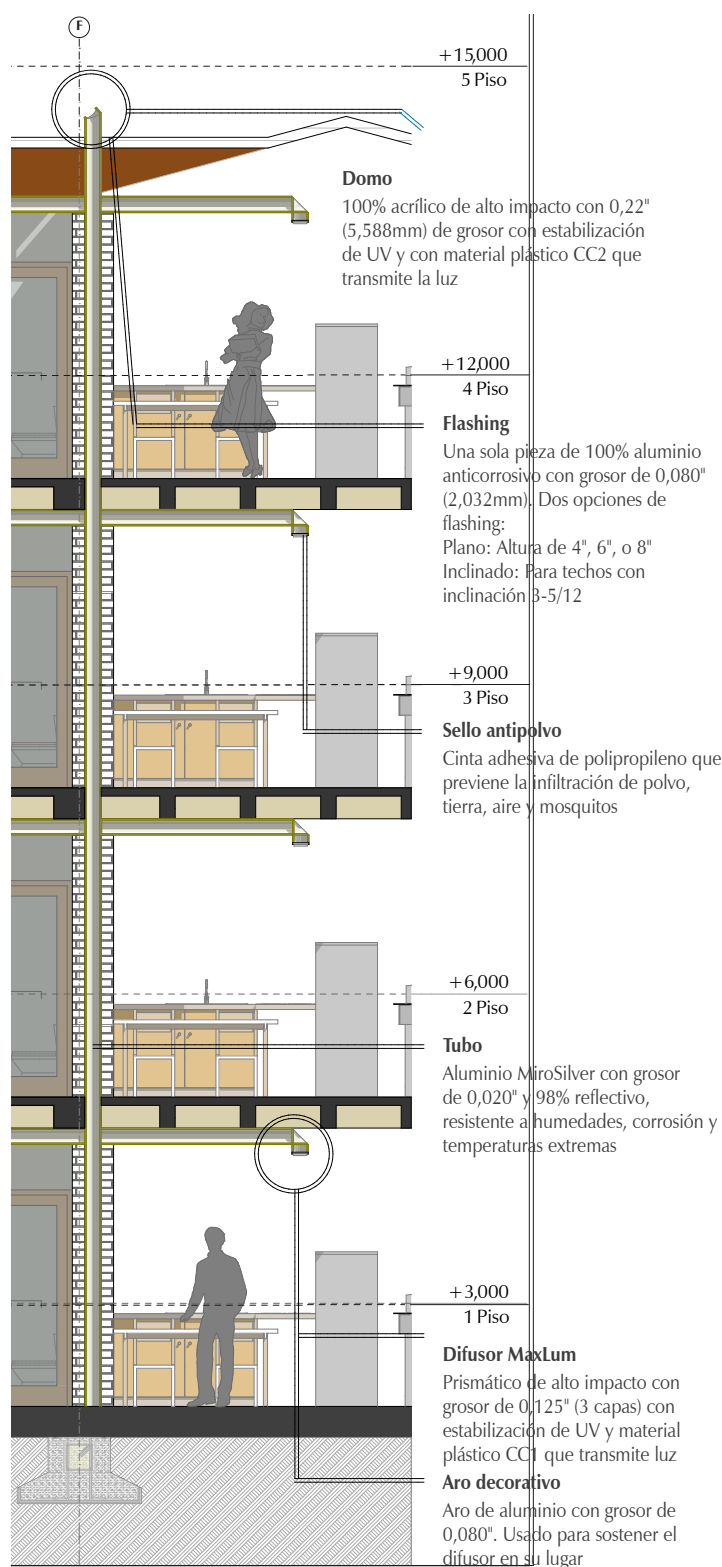 F
+15,000
5 Piso
Domo
100% acrílico de alto impacto con 0,22"
(5,588mm) de grosor con estabilización
de UV y con material plástico CC2 que
transmite la luz
+12,000
4 Piso
Flashing
Una sola pieza de 100% aluminio
anticorrosivo con grosor de 0,080"
(2,032mm). Dos opciones de
flashing:
Plano: Altura de 4", 6", o 8"
Inclinado: Para techos con
inclinación 3-5/12
+9,000
3 Piso
Sello antipolvo
Cinta adhesiva de polipropileno que
previene la infiltración de polvo,
tierra, aire y mosquitos
+6,000
2 Piso
Tubo
Aluminio MiroSilver con grosor
de 0,020" y 98% reflectivo,
resistente a humedades, corrosión y
temperaturas extremas
+3,000
1 Piso
Difusor MaxLum
Prismático de alto impacto con
grosor de 0,125" (3 capas) con
estabilización de UV y material
plástico CC1 que transmite luz
Aro decorativo
Aro de aluminio con grosor de
0,080". Usado para sostener el
difusor en su lugar